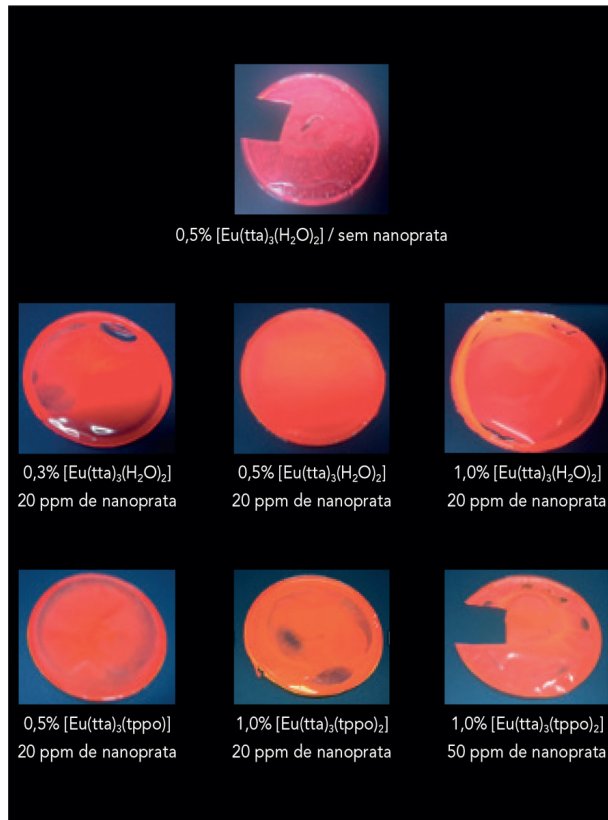 0,5% [Eu(tta)₃(H₂O)₂] / sem nanoprata
0,3% [Eu(tta)₃(H₂O)₂]
20 ppm de nanoprata
0,5% [Eu(tta)₃(H₂O)₂]
20 ppm de nanoprata
1,0% [Eu(tta)₃(H₂O)₂]
20 ppm de nanoprata
0,5% [Eu(tta)₃(tppo)]
20 ppm de nanoprata
1,0% [Eu(tta)₃(tppo)₂]
20 ppm de nanoprata
1,0% [Eu(tta)₃(tppo)₂]
50 ppm de nanoprata